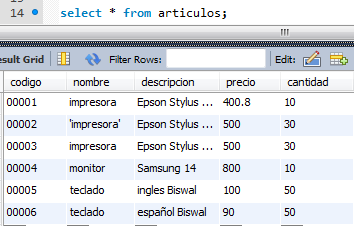 14 select * from articulos;
esult Grid Filter Rows: Edit:
codigo nombre descripcion precio cantidad
00001 impresora Epson Stylus ... 400.8 10
00002 'impresora' Epson Stylus ... 500 30
00003 impresora Epson Stylus ... 500 30
00004 monitor Samsung 14 800 10
00005 teclado ingles Biswal 100 50
00006 teclado español Biswal 90 50